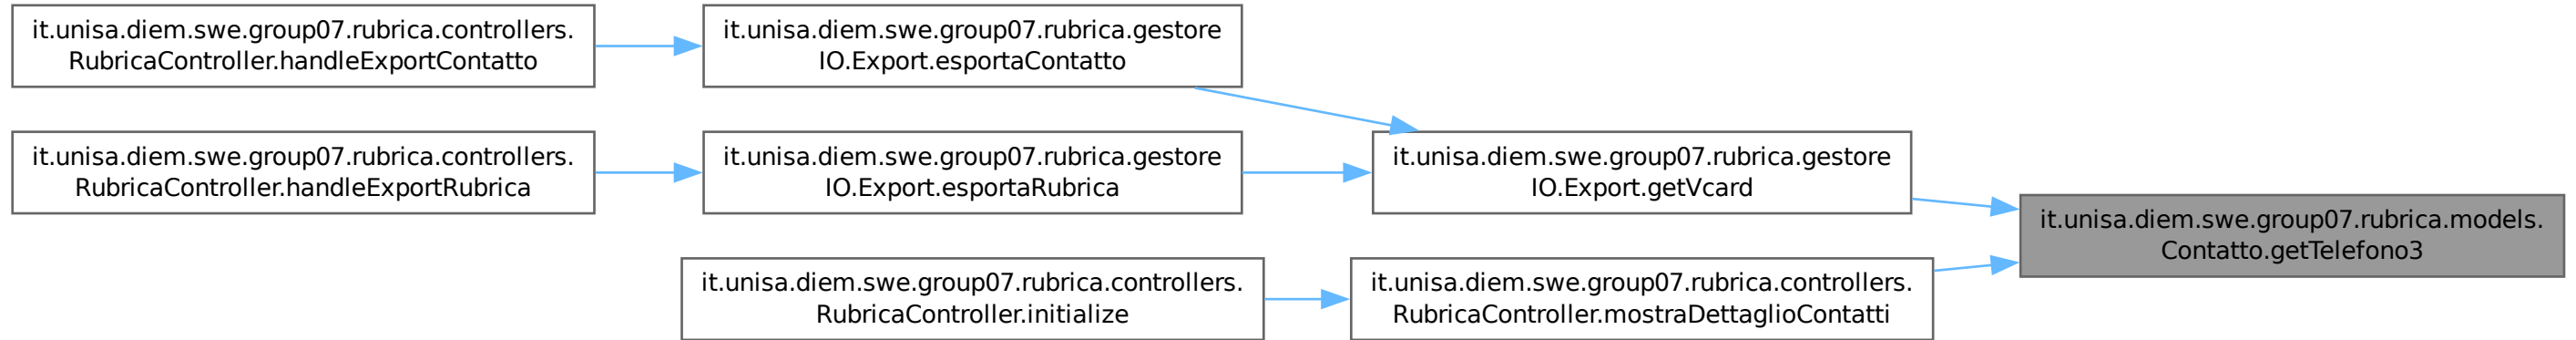 it.unisa.diem.swe.group07.rubrica.controllers.
RubricaController.handleExportContatto
it.unisa.diem.swe.group07.rubrica.gestore
IO.Export.esportaContatto
it.unisa.diem.swe.group07.rubrica.controllers.
RubricaController.handleExportRubrica
it.unisa.diem.swe.group07.rubrica.gestore
IO.Export.esportaRubrica
it.unisa.diem.swe.group07.rubrica.gestore
IO.Export.getVcard
it.unisa.diem.swe.group07.rubrica.models.
Contatto.getTelefono3
it.unisa.diem.swe.group07.rubrica.controllers.
RubricaController.initialize
it.unisa.diem.swe.group07.rubrica.controllers.
RubricaController.mostraDettaglioContatti